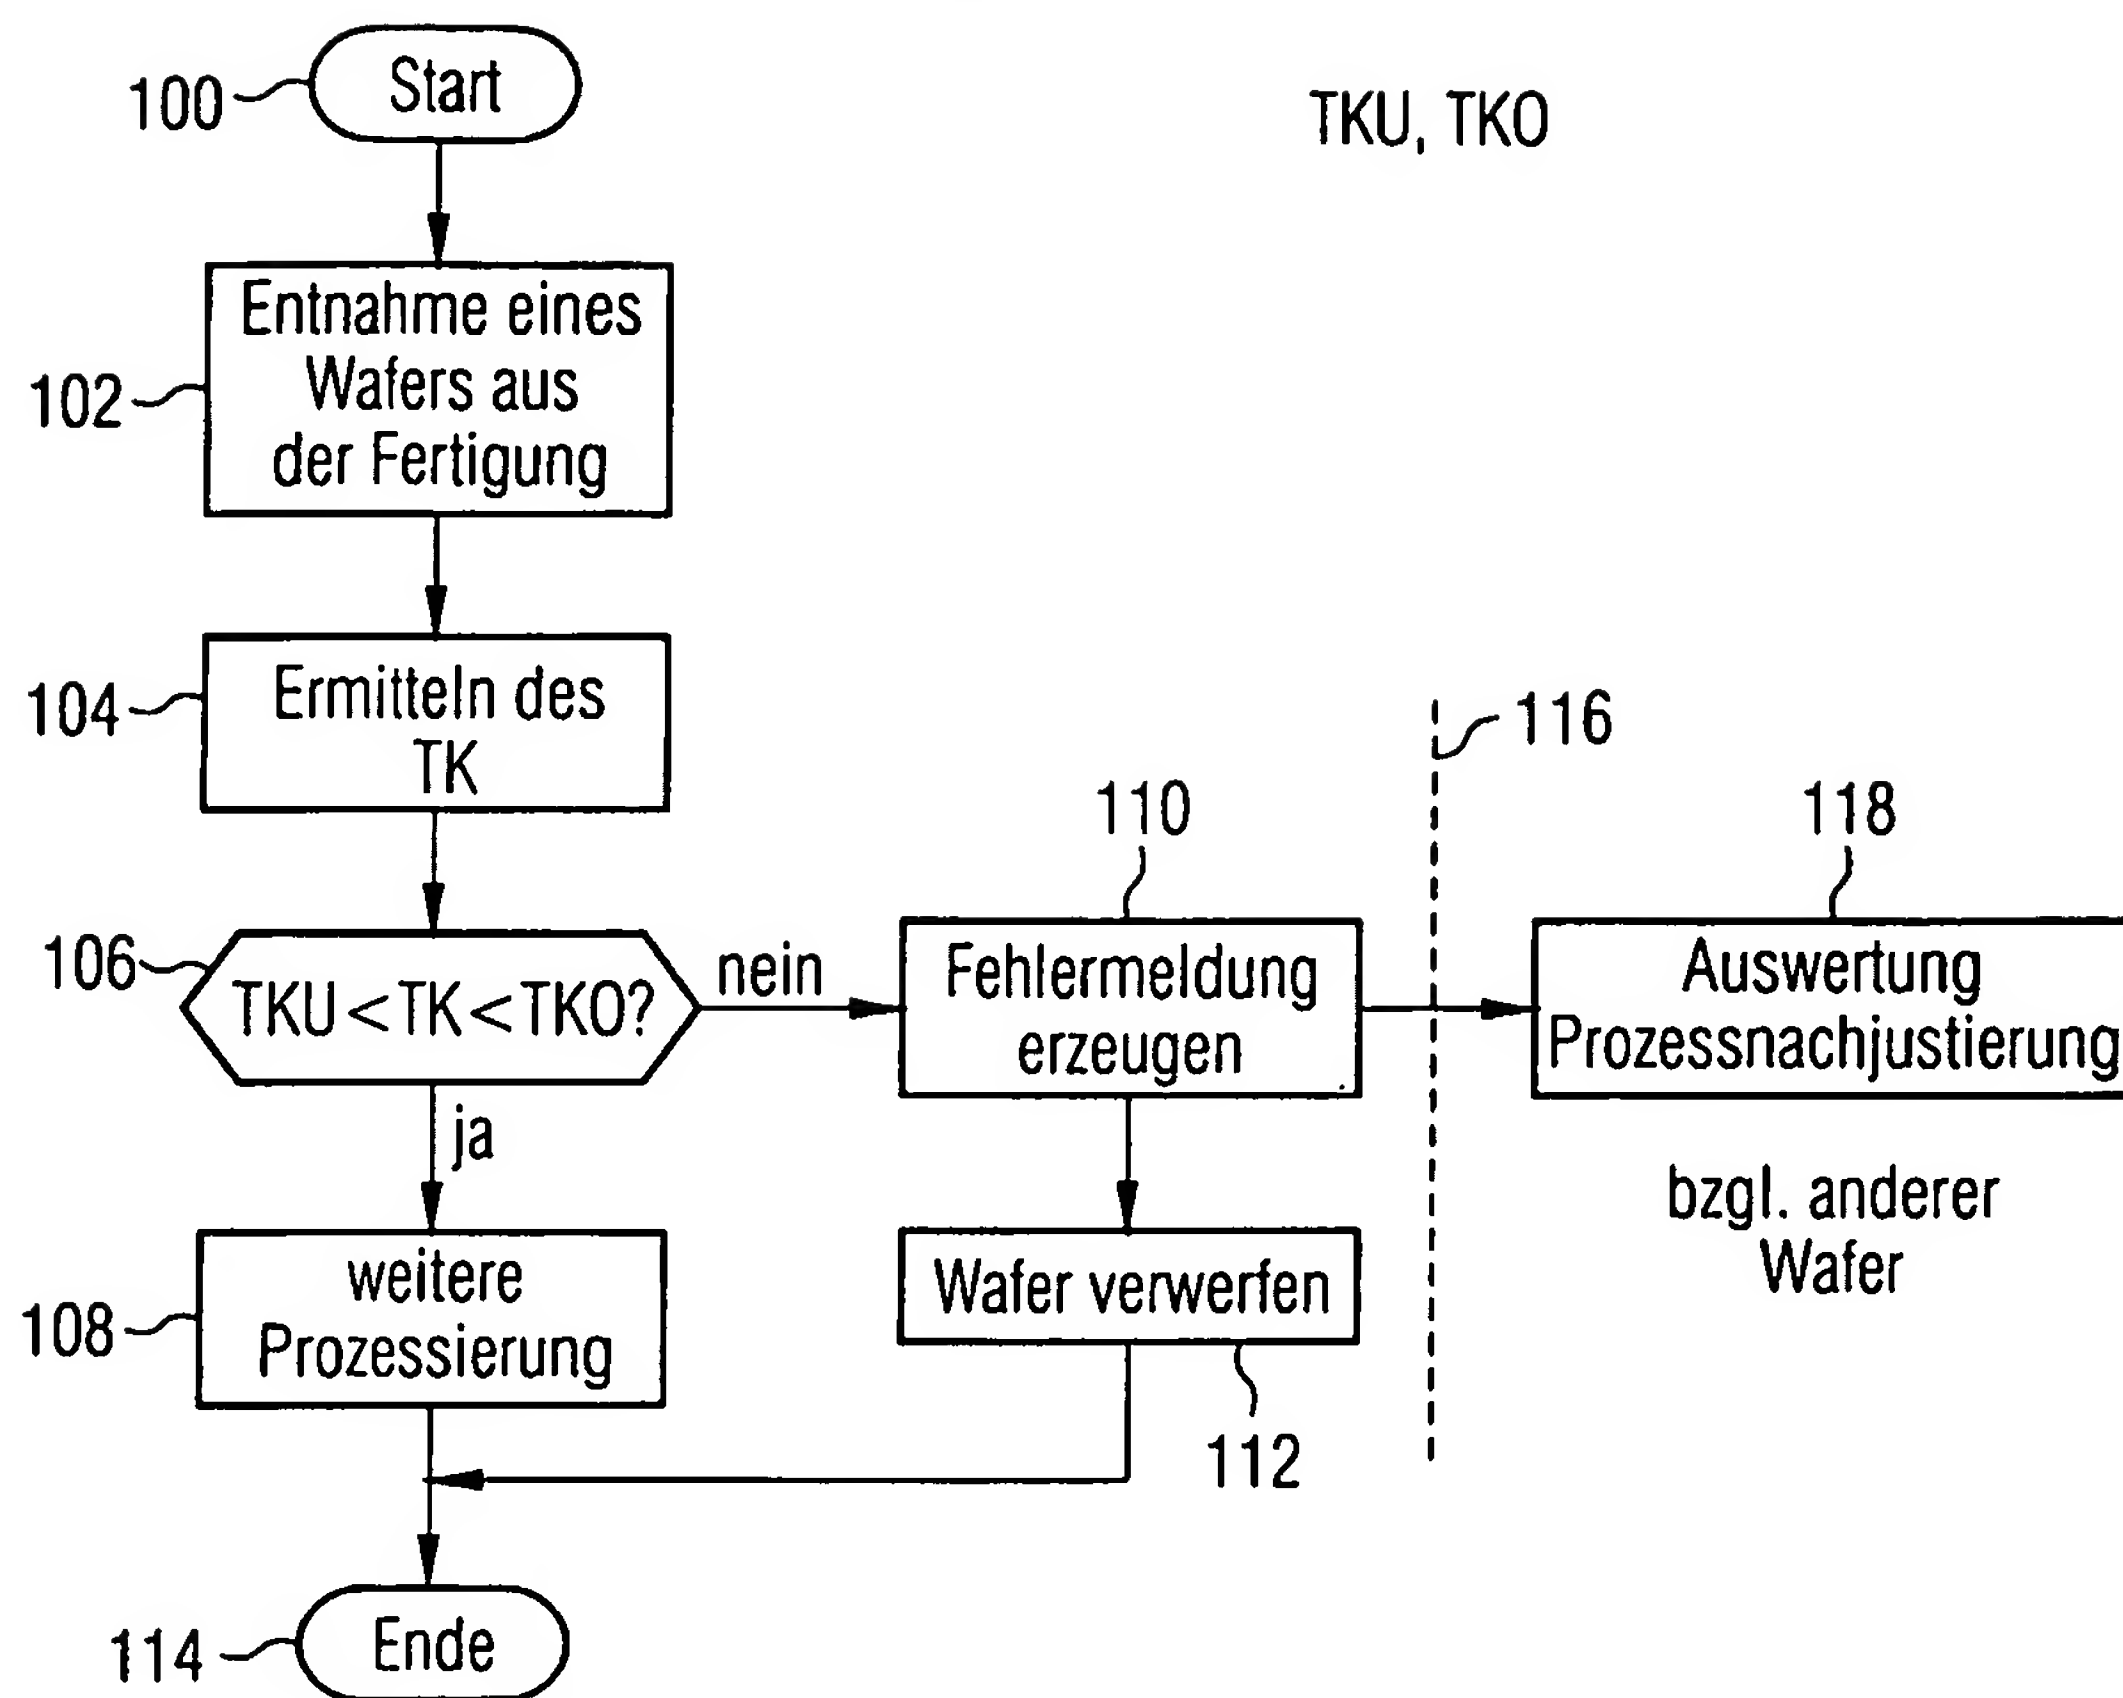 100
Start
TKU, TKO
102
Entnahme eines
Wafers aus
der Fertigung
104
Ermitteln des
TK
116
110
118
106
TKU<TK<TKO?
nein
Fehlermeldung
erzeugen
Auswertung
Prozessnachjustierung
ja
bzgl. anderer
Wafer
108
weitere
Prozessierung
Wafer verwerfen
112
114
Ende